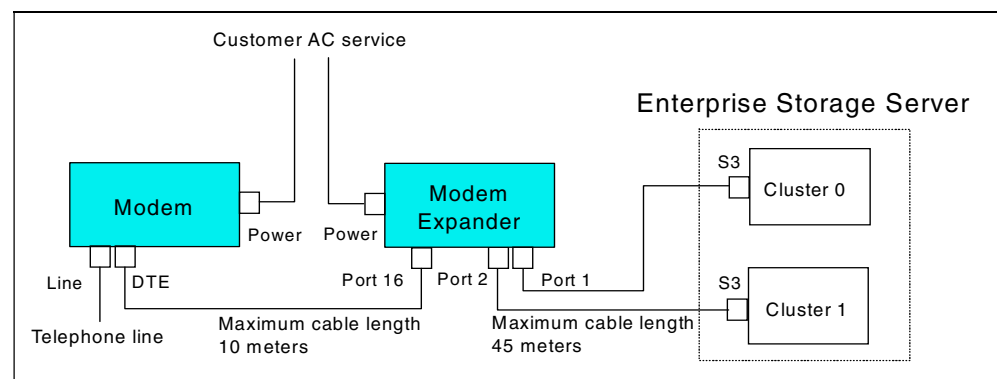 Customer AC service
Enterprise Storage Server
S3
Cluster 0
Modem
Modem
Expander
Power
Power
Line
DTE
Port 16
Port 2
Port 1
S3
Cluster 1
Telephone line
Maximum cable length
10 meters
Maximum cable length
45 meters